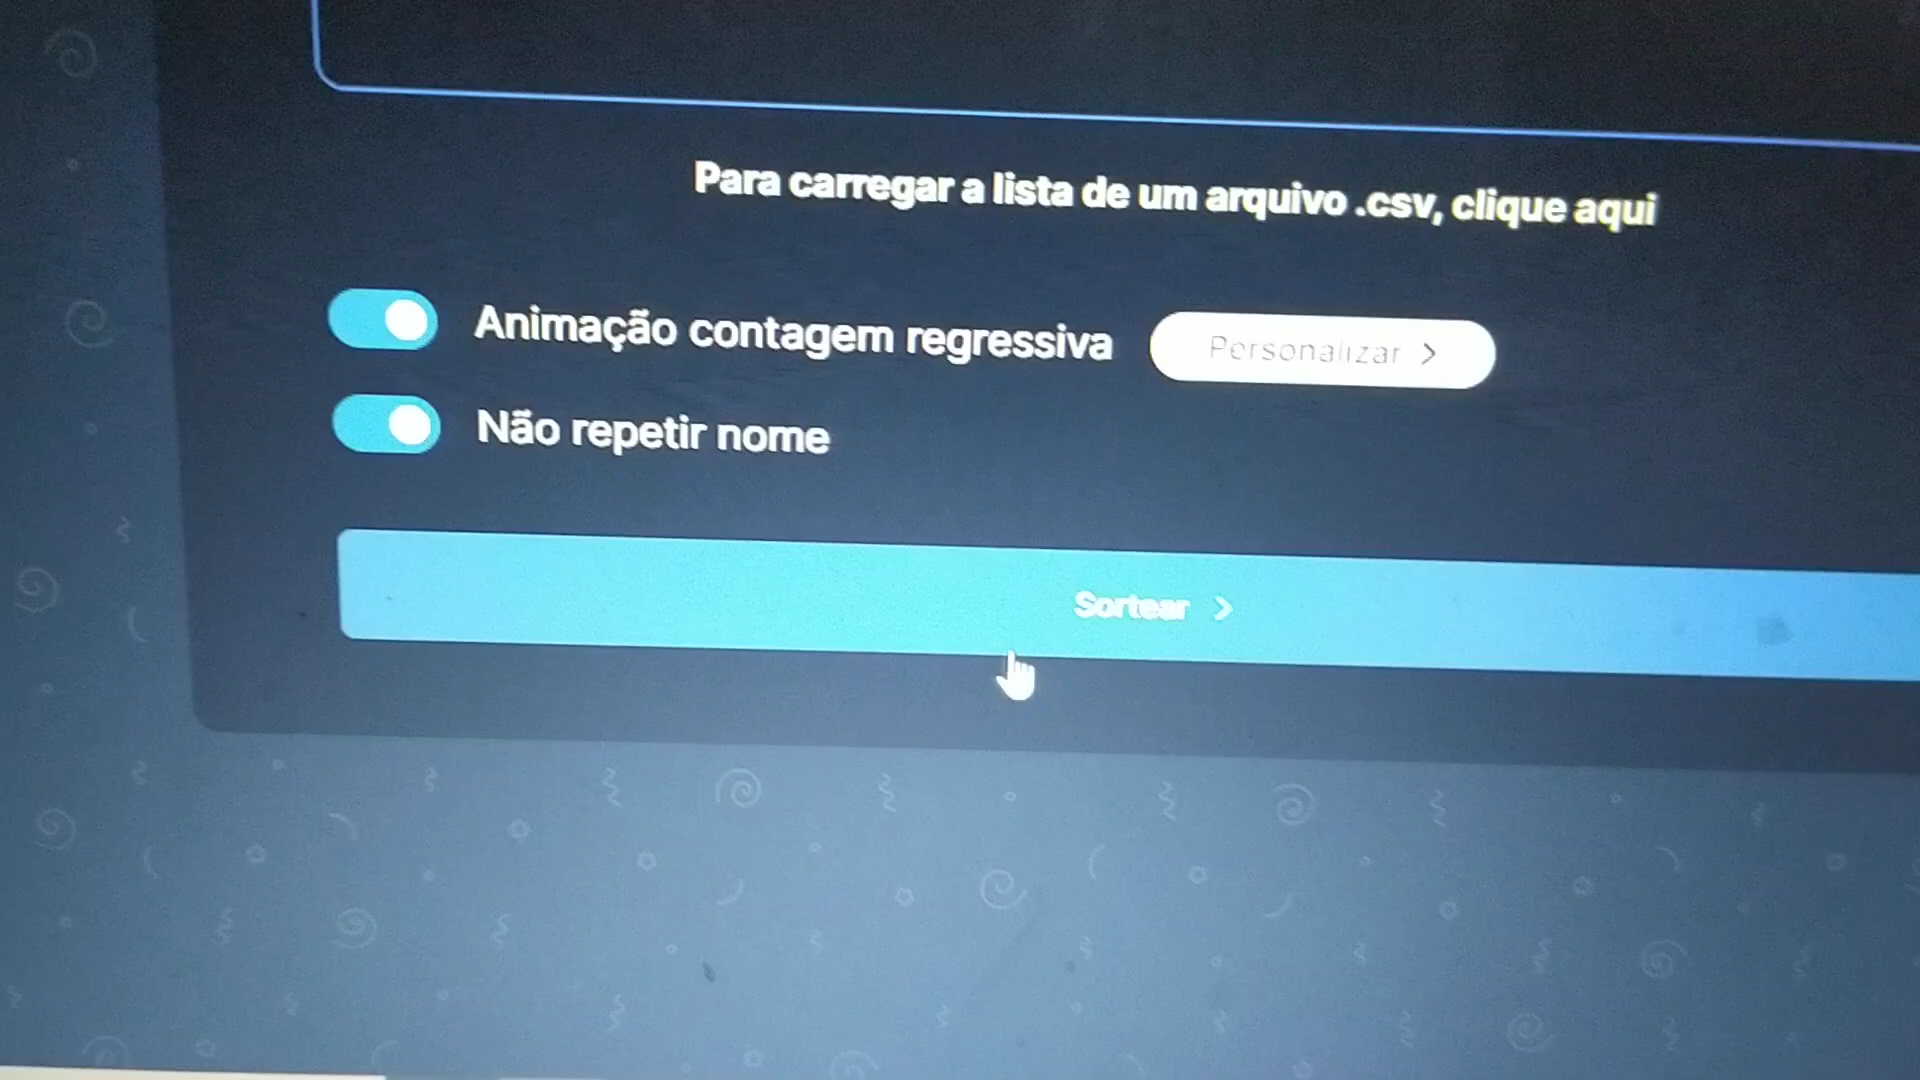 Para carregar a lista de um arquivo .csv, clique aqui
Animação contagem regressiva
Personalizar >
Não repetir nome
Sortear >